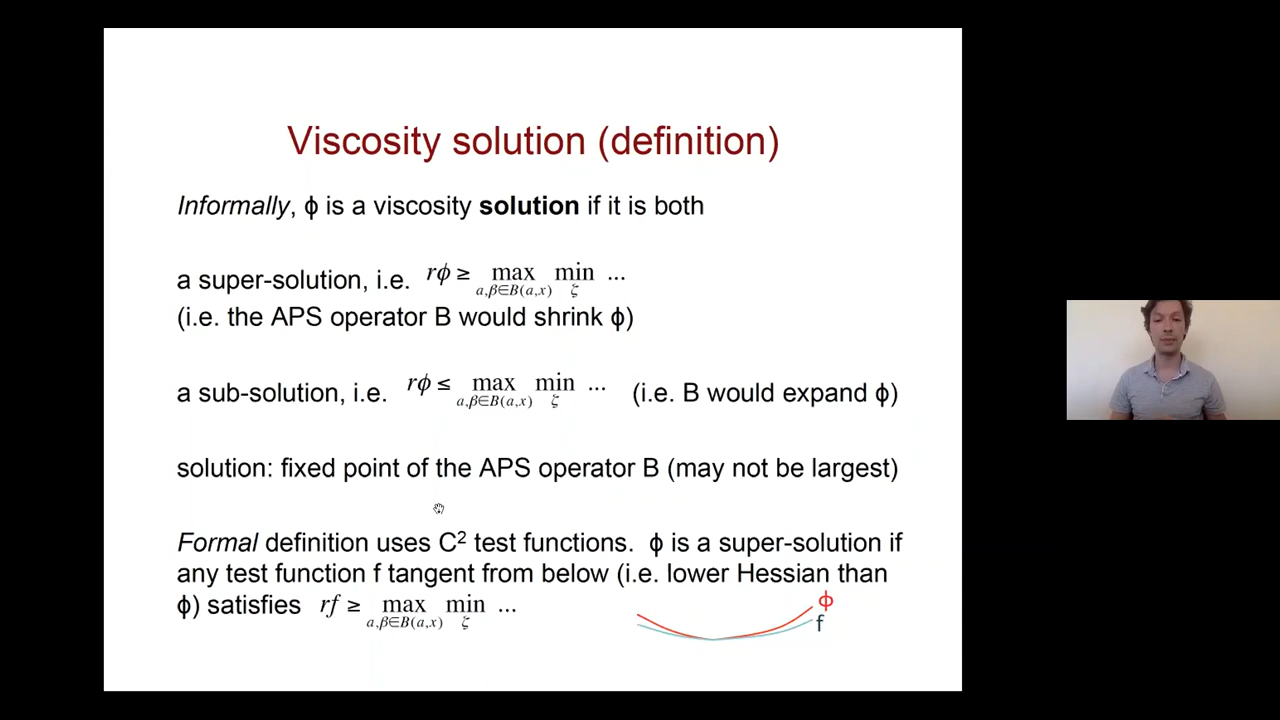 Viscosity solution (definition)
Informally, ϕ is a viscosity solution if it is both
a super-solution, i.e. rϕ ≥ max min ...
a,β∈B(a,x) ζ
(i.e. the APS operator B would shrink ϕ)
a sub-solution, i.e. rϕ ≤ max min ... (i.e. B would expand ϕ)
a,β∈B(a,x) ζ
solution: fixed point of the APS operator B (may not be largest)
Formal definition uses C² test functions. ϕ is a super-solution if
any test function f tangent from below (i.e. lower Hessian than
ϕ) satisfies rf ≥ max min ...
a,β∈B(a,x) ζ
ϕ
f